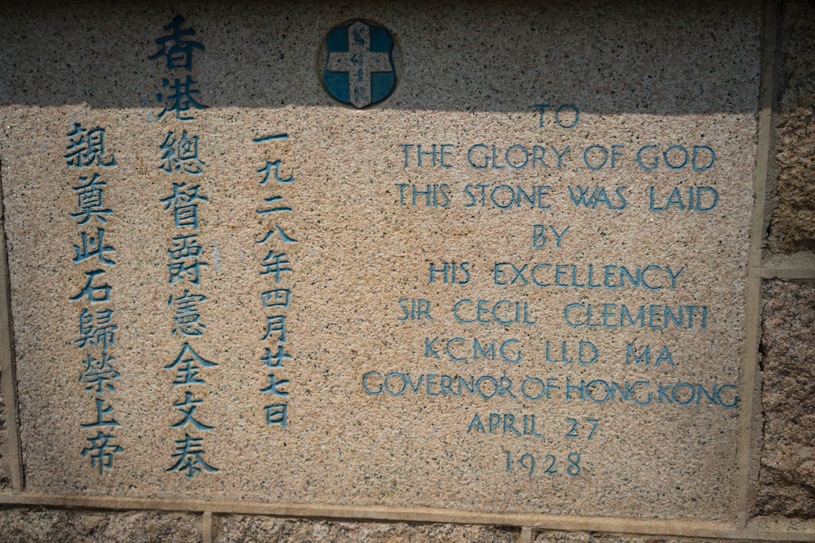 一九二八年四月廿七日
香港總督爵憲金文泰
親奠此石歸榮上帝
TO
THE GLORY OF GOD
THIS STONE WAS LAID
BY
HIS EXCELLENCY
SIR CECIL CLEMENTI
KCMG LLD MA
GOVERNOR OF HONG KONG
APRIL 27
1928